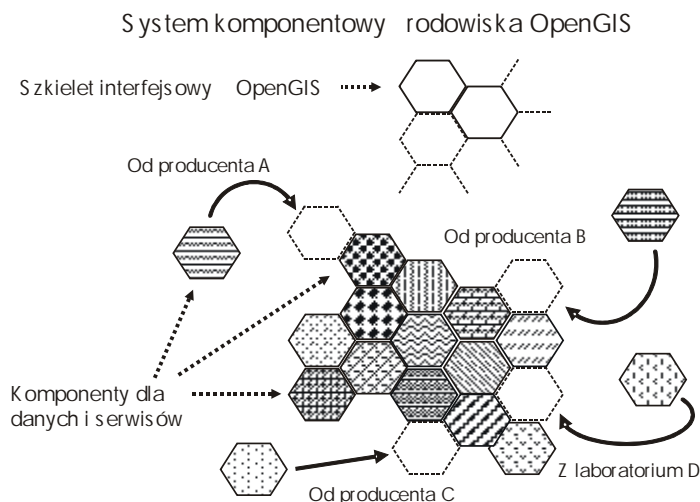 System komponentowy rodowiska OpenGIS
Szkielet interfejsowy OpenGIS
Od producenta A
Od producenta B
Komponenty dla
danych i serwisów
Z laboratorium D
Od producenta C